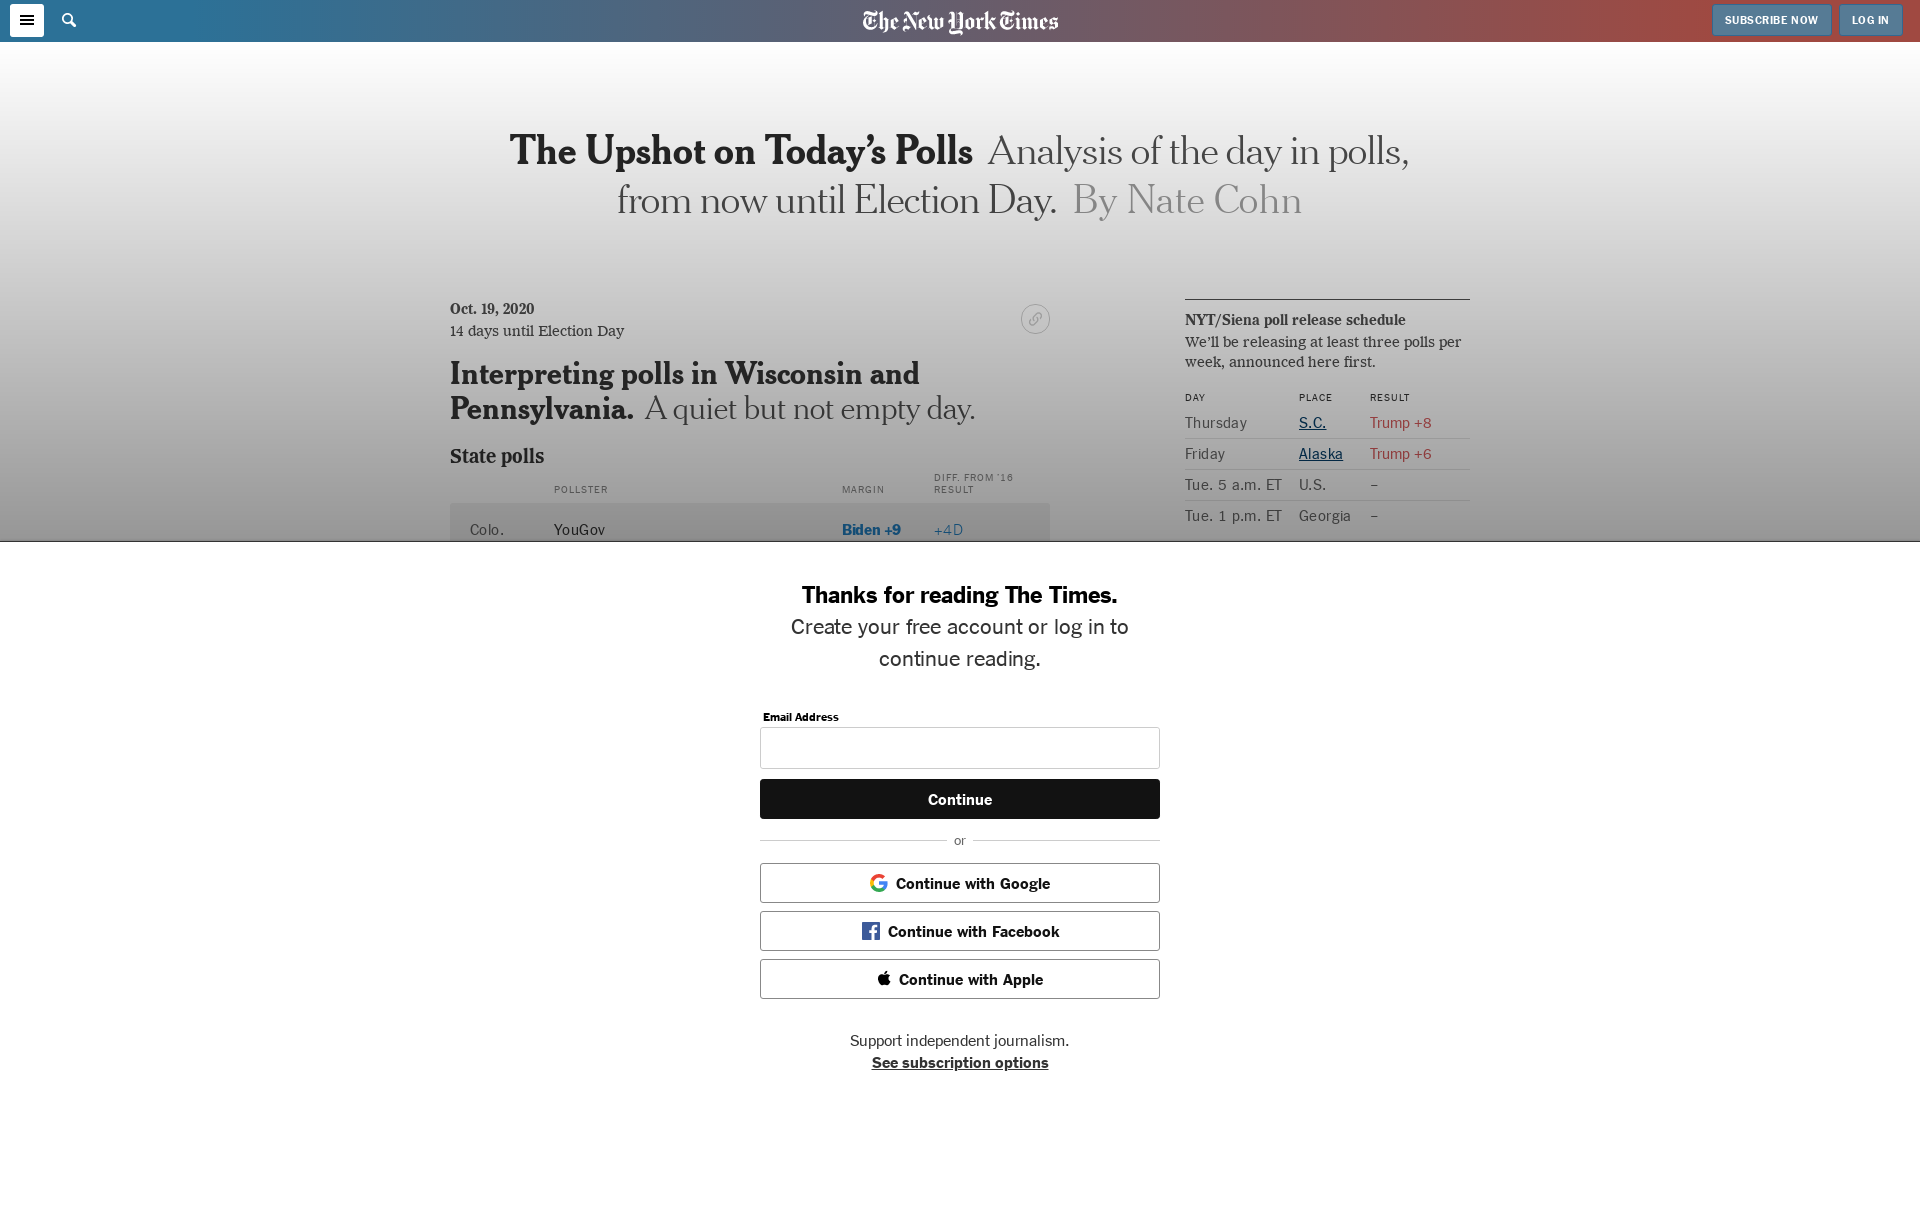 The New York Times
SUBSCRIBE NOW
LOG IN
The Upshot on Today’s Polls Analysis of the day in polls,
from now until Election Day. By Nate Cohn
Oct. 19, 2020
14 days until Election Day
Interpreting polls in Wisconsin and
Pennsylvania. A quiet but not empty day.
State polls
POLLSTER MARGIN DIFF. FROM ’16
RESULT
Colo. YouGov Biden +9 +4D
NYT/Siena poll release schedule
We’ll be releasing at least three polls per
week, announced here first.
DAY PLACE RESULT
Thursday S.C. Trump +8
Friday Alaska Trump +6
Tue. 5 a.m. ET U.S. –
Tue. 1 p.m. ET Georgia –
Thanks for reading The Times.
Create your free account or log in to
continue reading.
Email Address
Continue
or
Continue with Google
Continue with Facebook
Continue with Apple
Support independent journalism.
See subscription options